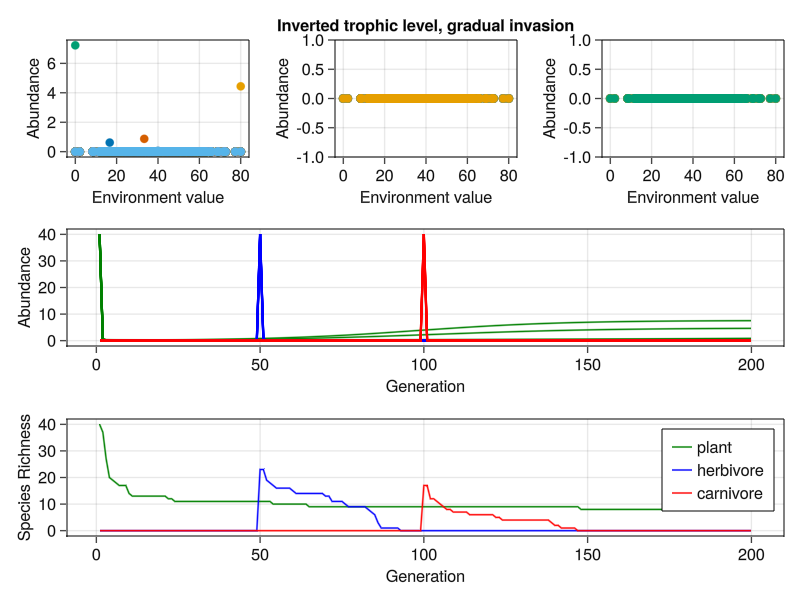 Inverted trophic level, gradual invasion
Abundance
6
4
2
0
0 20 40 60 80
Environment value
Abundance
1.0
0.5
0.0
-0.5
-1.0
0 20 40 60 80
Environment value
Abundance
1.0
0.5
0.0
-0.5
-1.0
0 20 40 60 80
Environment value
Abundance
40
30
20
10
0
0 50 100 150 200
Generation
Species Richness
40
30
20
10
0
plant
herbivore
carnivore
0 50 100 150 200
Generation